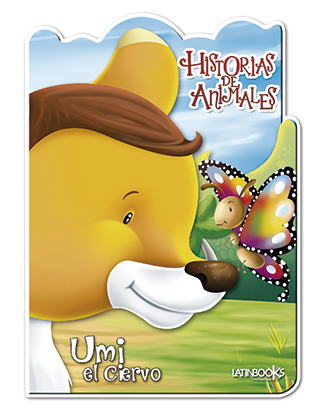 HISTORIAS
DE
ANIMALES
Umi
el Ciervo
LATINBOOKS